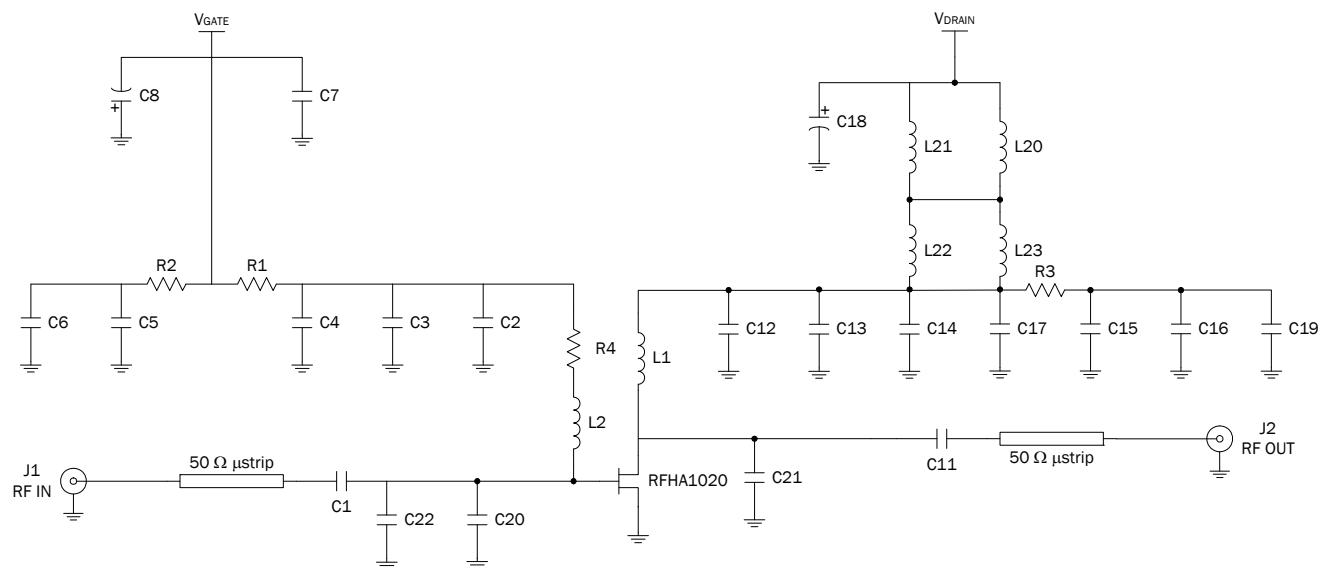 VGATE
VDRAIN
C8
+
C7
+
C18
L21
L20
L22
L23
R2
R1
R3
C6
C5
C4
C3
C2
R4
L1
C12
C13
C14
C17
C15
C16
C19
L2
J1
RF IN
50 Ω µstrip
C1
C22
C20
RFHA1020
C21
C11
50 Ω µstrip
J2
RF OUT